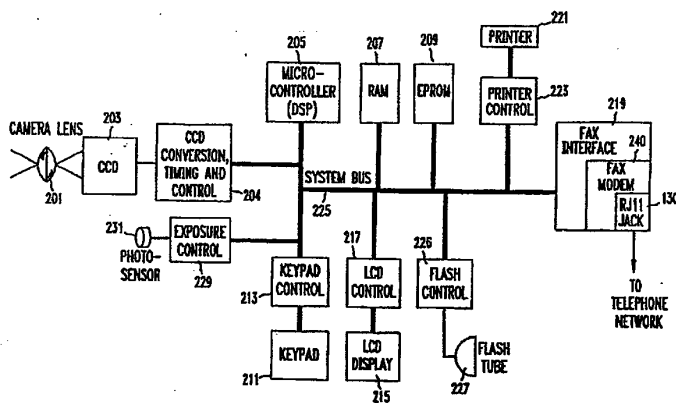 221
PRINTER
205
MICRO-
CONTROLLER
(DSP)
207
RAM
209
EPROM
PRINTER
CONTROL
223
219
FAX
INTERFACE
240
FAX
MODEM
130
RJ11
JACK
TO
TELEPHONE
NETWORK
CAMERA LENS
201
203
CCD
CCD
CONVERSION,
TIMING AND
CONTROL
204
SYSTEM BUS
225
231
PHOTO-
SENSOR
EXPOSURE
CONTROL
229
213
KEYPAD
CONTROL
217
LCD
CONTROL
226
FLASH
CONTROL
KEYPAD
211
LCD
DISPLAY
215
FLASH
TUBE
227